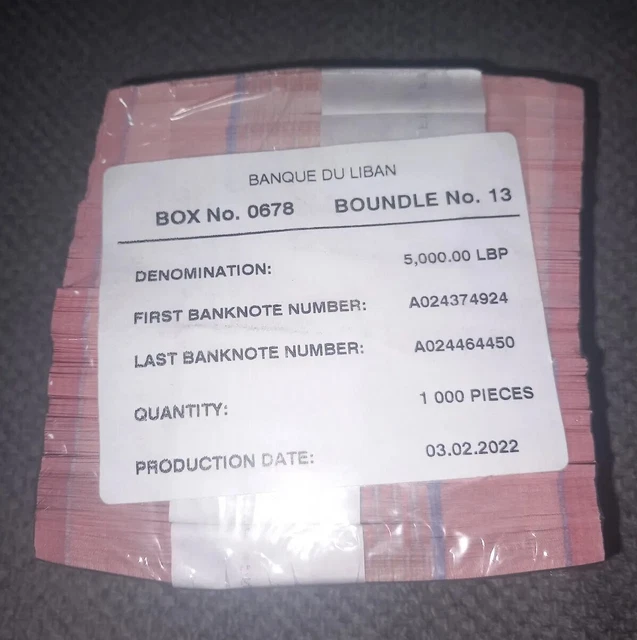 BANQUE DU LIBAN
BOX No. 0678 BOUNDLE No. 13
DENOMINATION: 5,000.00 LBP
FIRST BANKNOTE NUMBER: A024374924
LAST BANKNOTE NUMBER: A024464450
QUANTITY: 1 000 PIECES
PRODUCTION DATE: 03.02.2022